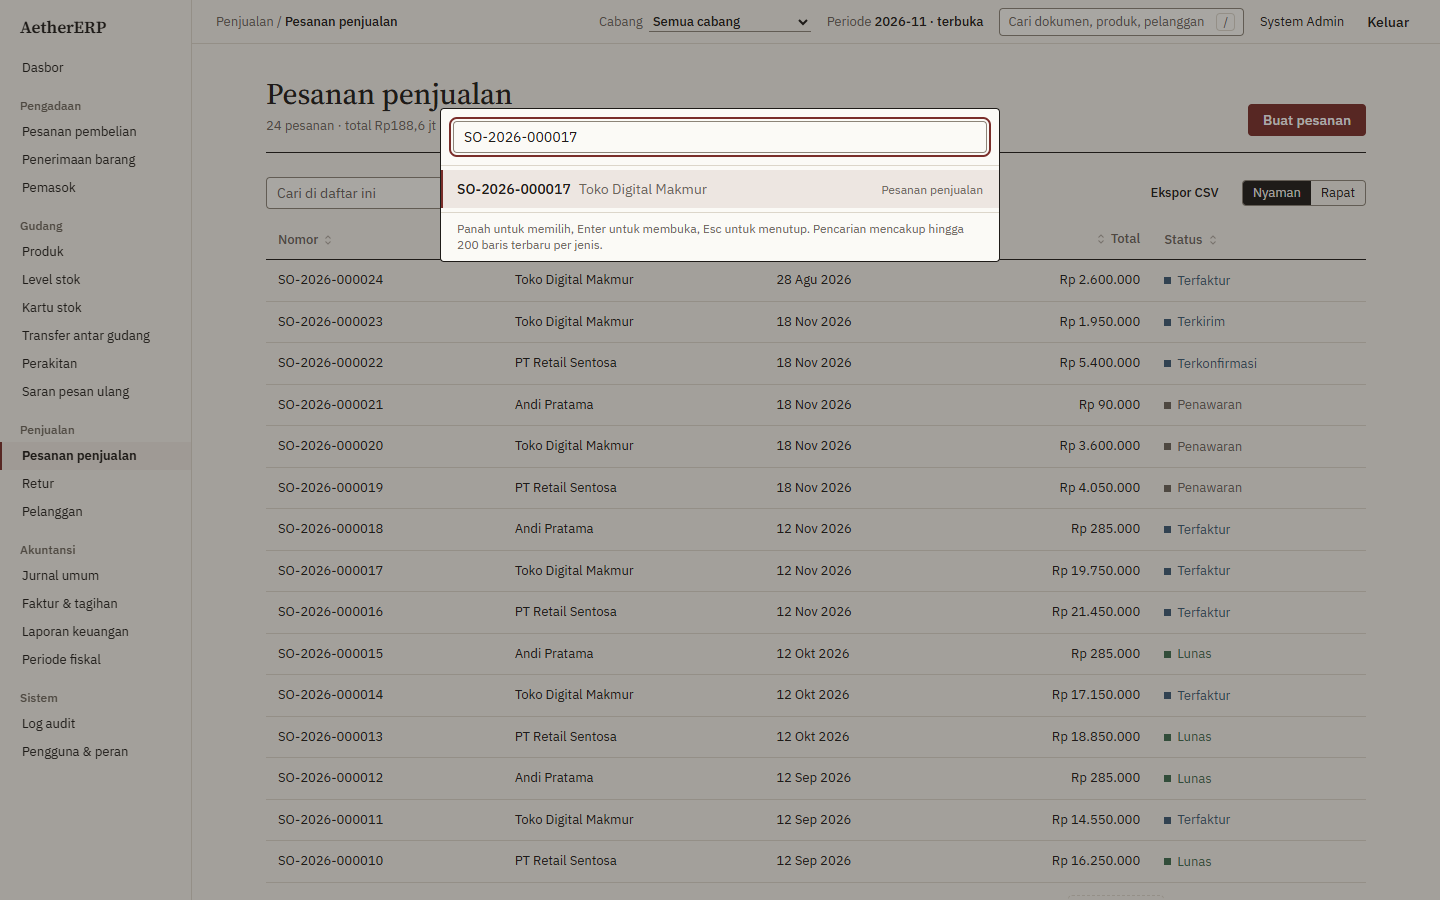 AetherERP
Dasbor
Pengadaan
Pesanan pembelian
Penerimaan barang
Pemasok
Gudang
Produk
Level stok
Kartu stok
Transfer antar gudang
Perakitan
Saran pesan ulang
Penjualan
Pesanan penjualan
Retur
Pelanggan
Akuntansi
Jurnal umum
Faktur & tagihan
Laporan keuangan
Periode fiskal
Sistem
Log audit
Pengguna & peran
Penjualan / Pesanan penjualan
Cabang Semua cabang
Periode 2026-11 · terbuka
Cari dokumen, produk, pelanggan /
System Admin
Keluar
Pesanan penjualan
24 pesanan · total Rp188,6 jt
Buat pesanan
SO-2026-000017
SO-2026-000017 Toko Digital Makmur Pesanan penjualan
Panah untuk memilih, Enter untuk membuka, Esc untuk menutup. Pencarian mencakup hingga
200 baris terbaru per jenis.
Cari di daftar ini
Ekspor CSV
Nyaman Rapat
Nomor Total Status
SO-2026-000024 Toko Digital Makmur 28 Agu 2026 Rp 2.600.000 Terfaktur
SO-2026-000023 Toko Digital Makmur 18 Nov 2026 Rp 1.950.000 Terkirim
SO-2026-000022 PT Retail Sentosa 18 Nov 2026 Rp 5.400.000 Terkonfirmasi
SO-2026-000021 Andi Pratama 18 Nov 2026 Rp 90.000 Penawaran
SO-2026-000020 Toko Digital Makmur 18 Nov 2026 Rp 3.600.000 Penawaran
SO-2026-000019 PT Retail Sentosa 18 Nov 2026 Rp 4.050.000 Penawaran
SO-2026-000018 Andi Pratama 12 Nov 2026 Rp 285.000 Terfaktur
SO-2026-000017 Toko Digital Makmur 12 Nov 2026 Rp 19.750.000 Terfaktur
SO-2026-000016 PT Retail Sentosa 12 Nov 2026 Rp 21.450.000 Terfaktur
SO-2026-000015 Andi Pratama 12 Okt 2026 Rp 285.000 Lunas
SO-2026-000014 Toko Digital Makmur 12 Okt 2026 Rp 17.150.000 Terfaktur
SO-2026-000013 PT Retail Sentosa 12 Okt 2026 Rp 18.850.000 Lunas
SO-2026-000012 Andi Pratama 12 Sep 2026 Rp 285.000 Lunas
SO-2026-000011 Toko Digital Makmur 12 Sep 2026 Rp 14.550.000 Terfaktur
SO-2026-000010 PT Retail Sentosa 12 Sep 2026 Rp 16.250.000 Lunas